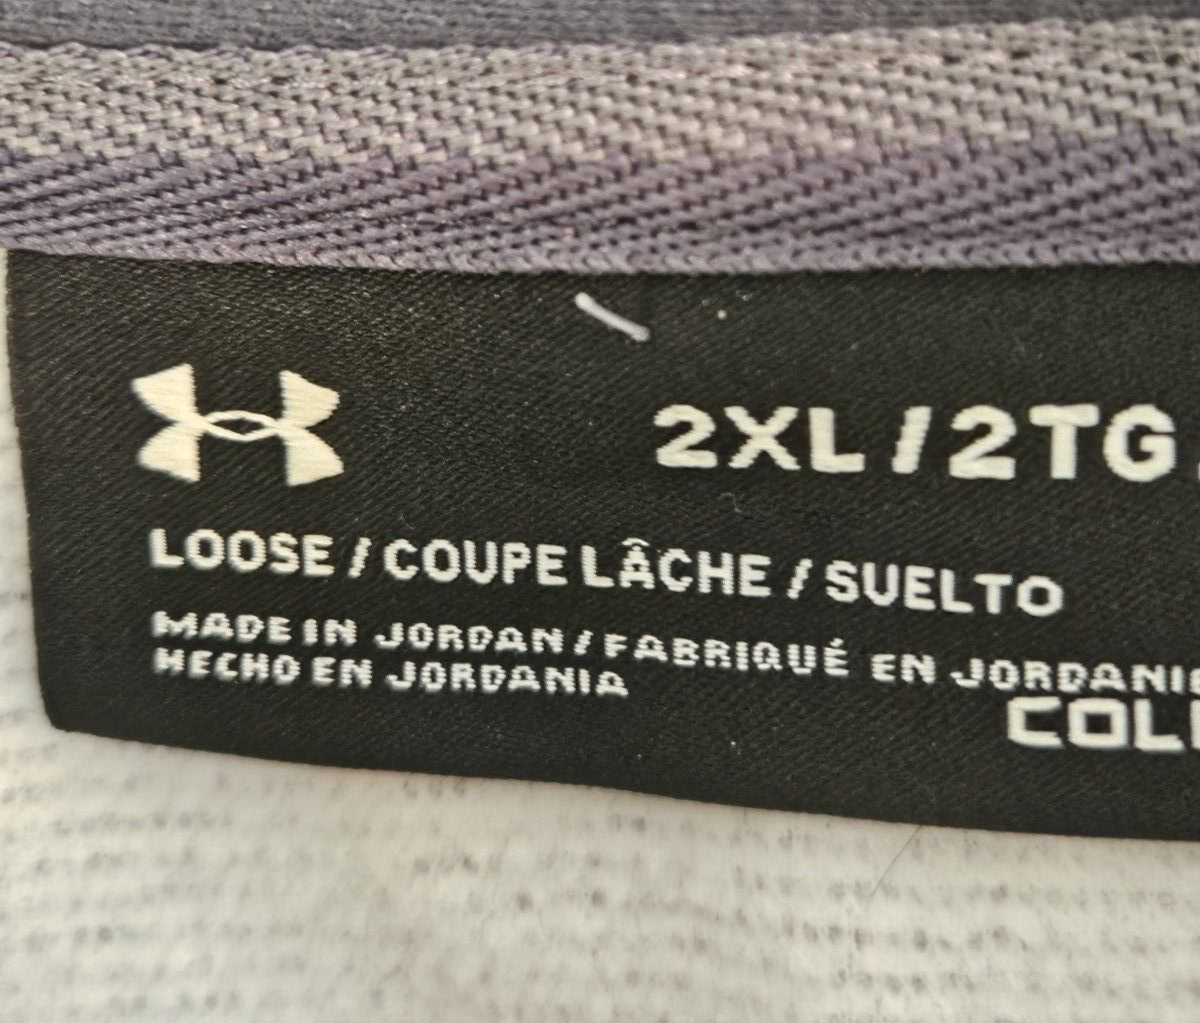 2XL/2TG
LOOSE / COUPE LÂCHE / SUELTO
MADE IN JORDAN / FABRIQUÉ EN JORDANIE
HECHO EN JORDANIA